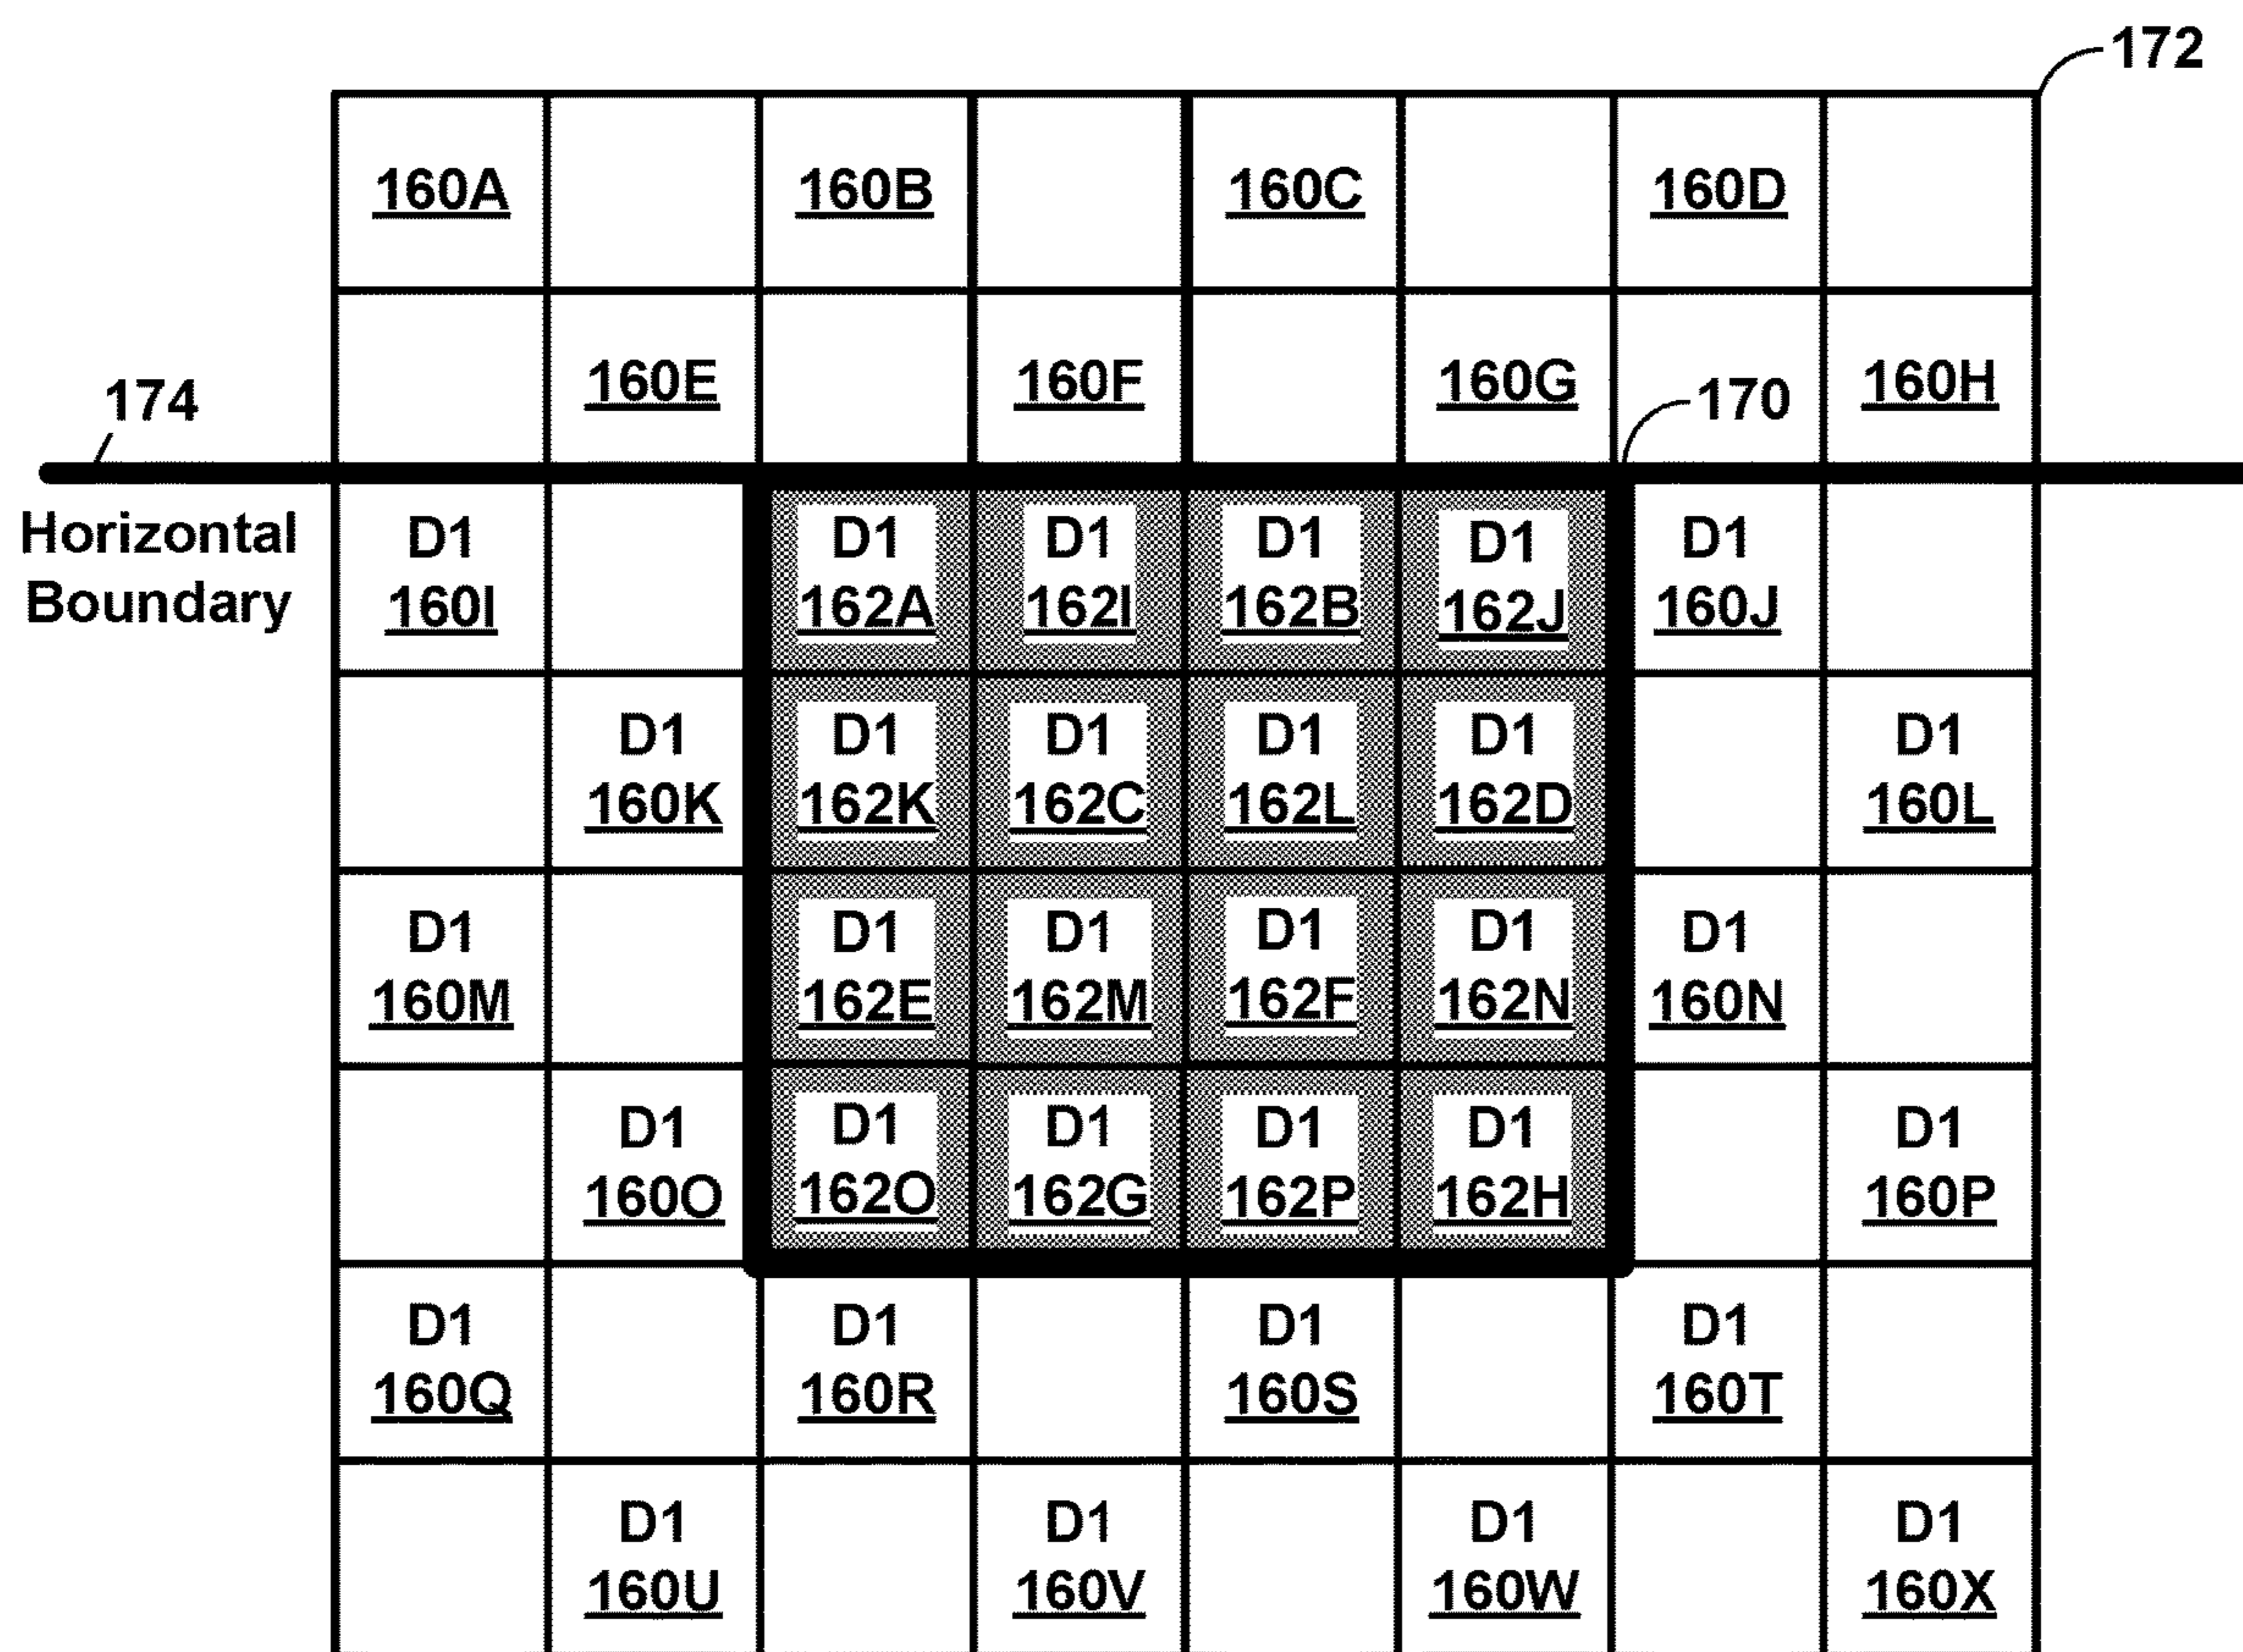 172
160A 160B 160C 160D
160E 160F 160G 160H
174
170
Horizontal
Boundary
D1 D1 D1 D1 D1 D1
160I 162A 162I 162B 162J 160J
D1 D1 D1 D1 D1 D1
160K 162K 162C 162L 162D 160L
D1 D1 D1 D1 D1 D1
160M 162E 162M 162F 162N 160N
D1 D1 D1 D1 D1 D1
160O 162O 162G 162P 162H 160P
D1 D1 D1 D1
160Q 160R 160S 160T
D1 D1 D1 D1
160U 160V 160W 160X